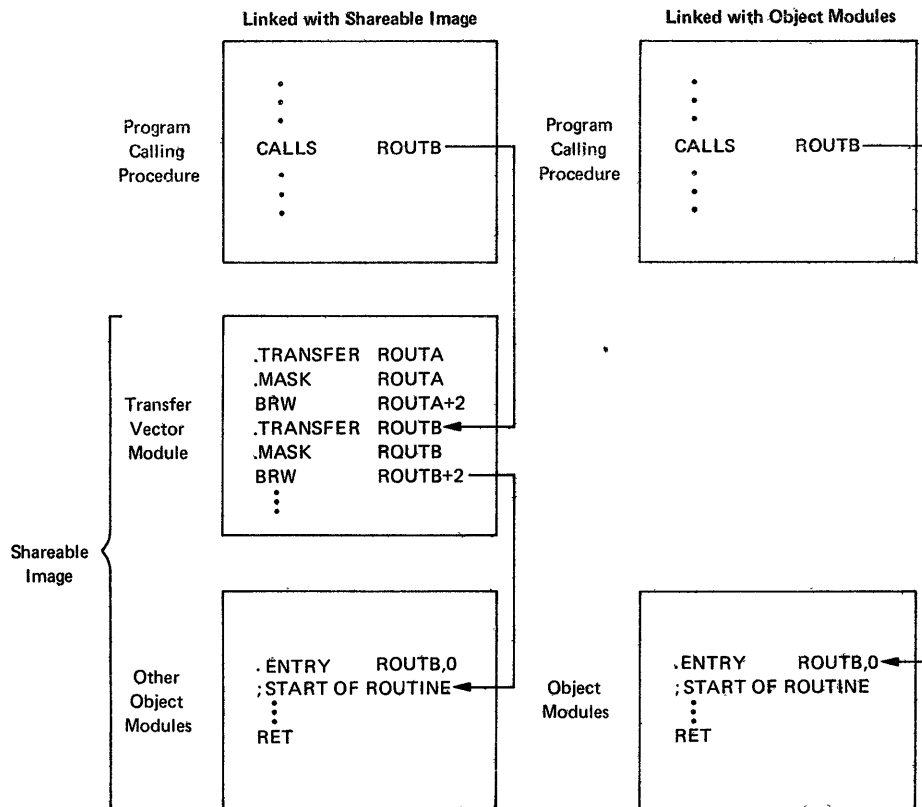 Linked with Shareable Image
Linked with Object Modules
Program
Calling
Procedure
CALLS ROUTB
Program
Calling
Procedure
CALLS ROUTB
Shareable
Image
Transfer
Vector
Module
.TRANSFER ROUTA
.MASK ROUTA
BRW ROUTA+2
.TRANSFER ROUTB
.MASK ROUTB
BRW ROUTB+2
Other
Object
Modules
.ENTRY ROUTB,0
;START OF ROUTINE
RET
Object
Modules
.ENTRY ROUTB,0
;START OF ROUTINE
RET